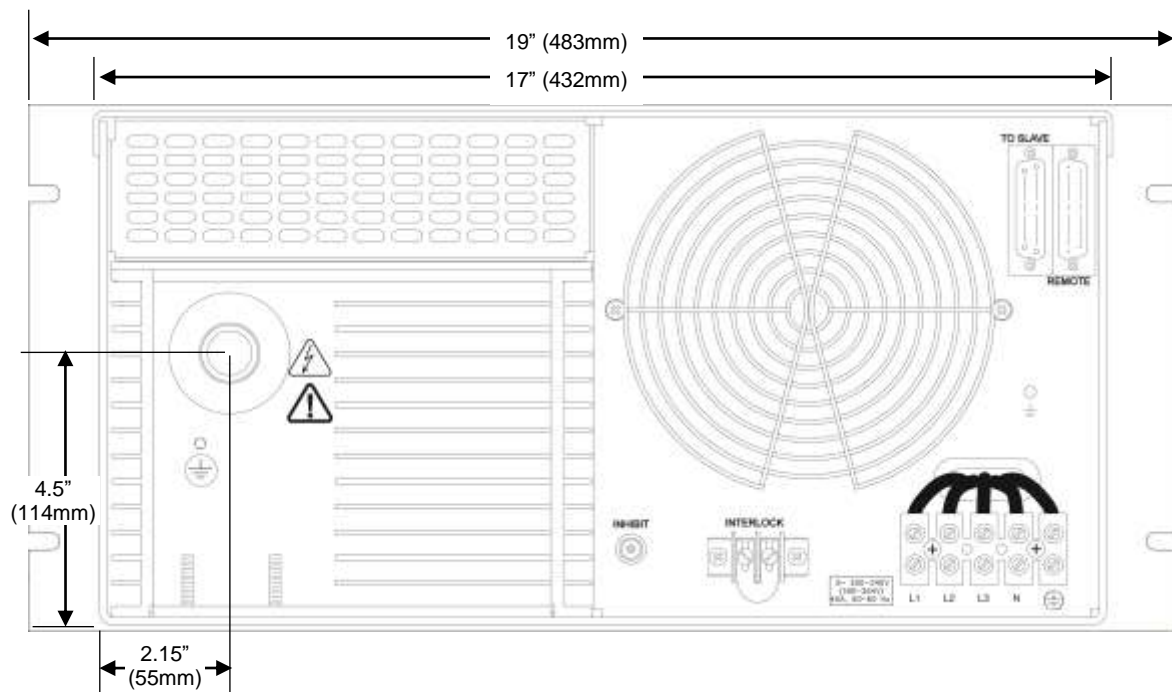 19” (483mm)
17” (432mm)
TO SLAVE
REMOTE
4.5”
(114mm)
INHIBIT
INTERLOCK
L1 L2 L3 N
2.15”
(55mm)